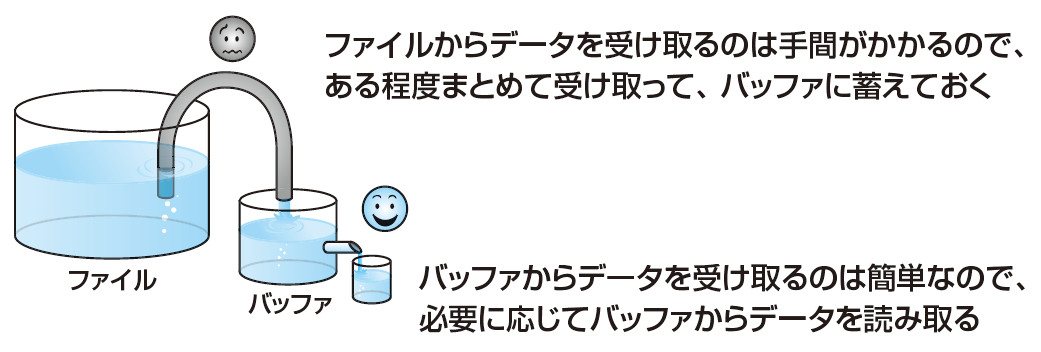 ファイルからデータを受け取るのは手間がかかるので、
ある程度まとめて受け取って、バッファに蓄えておく
ファイル
バッファ
バッファからデータを受け取るのは簡単なので、
必要に応じてバッファからデータを読み取る